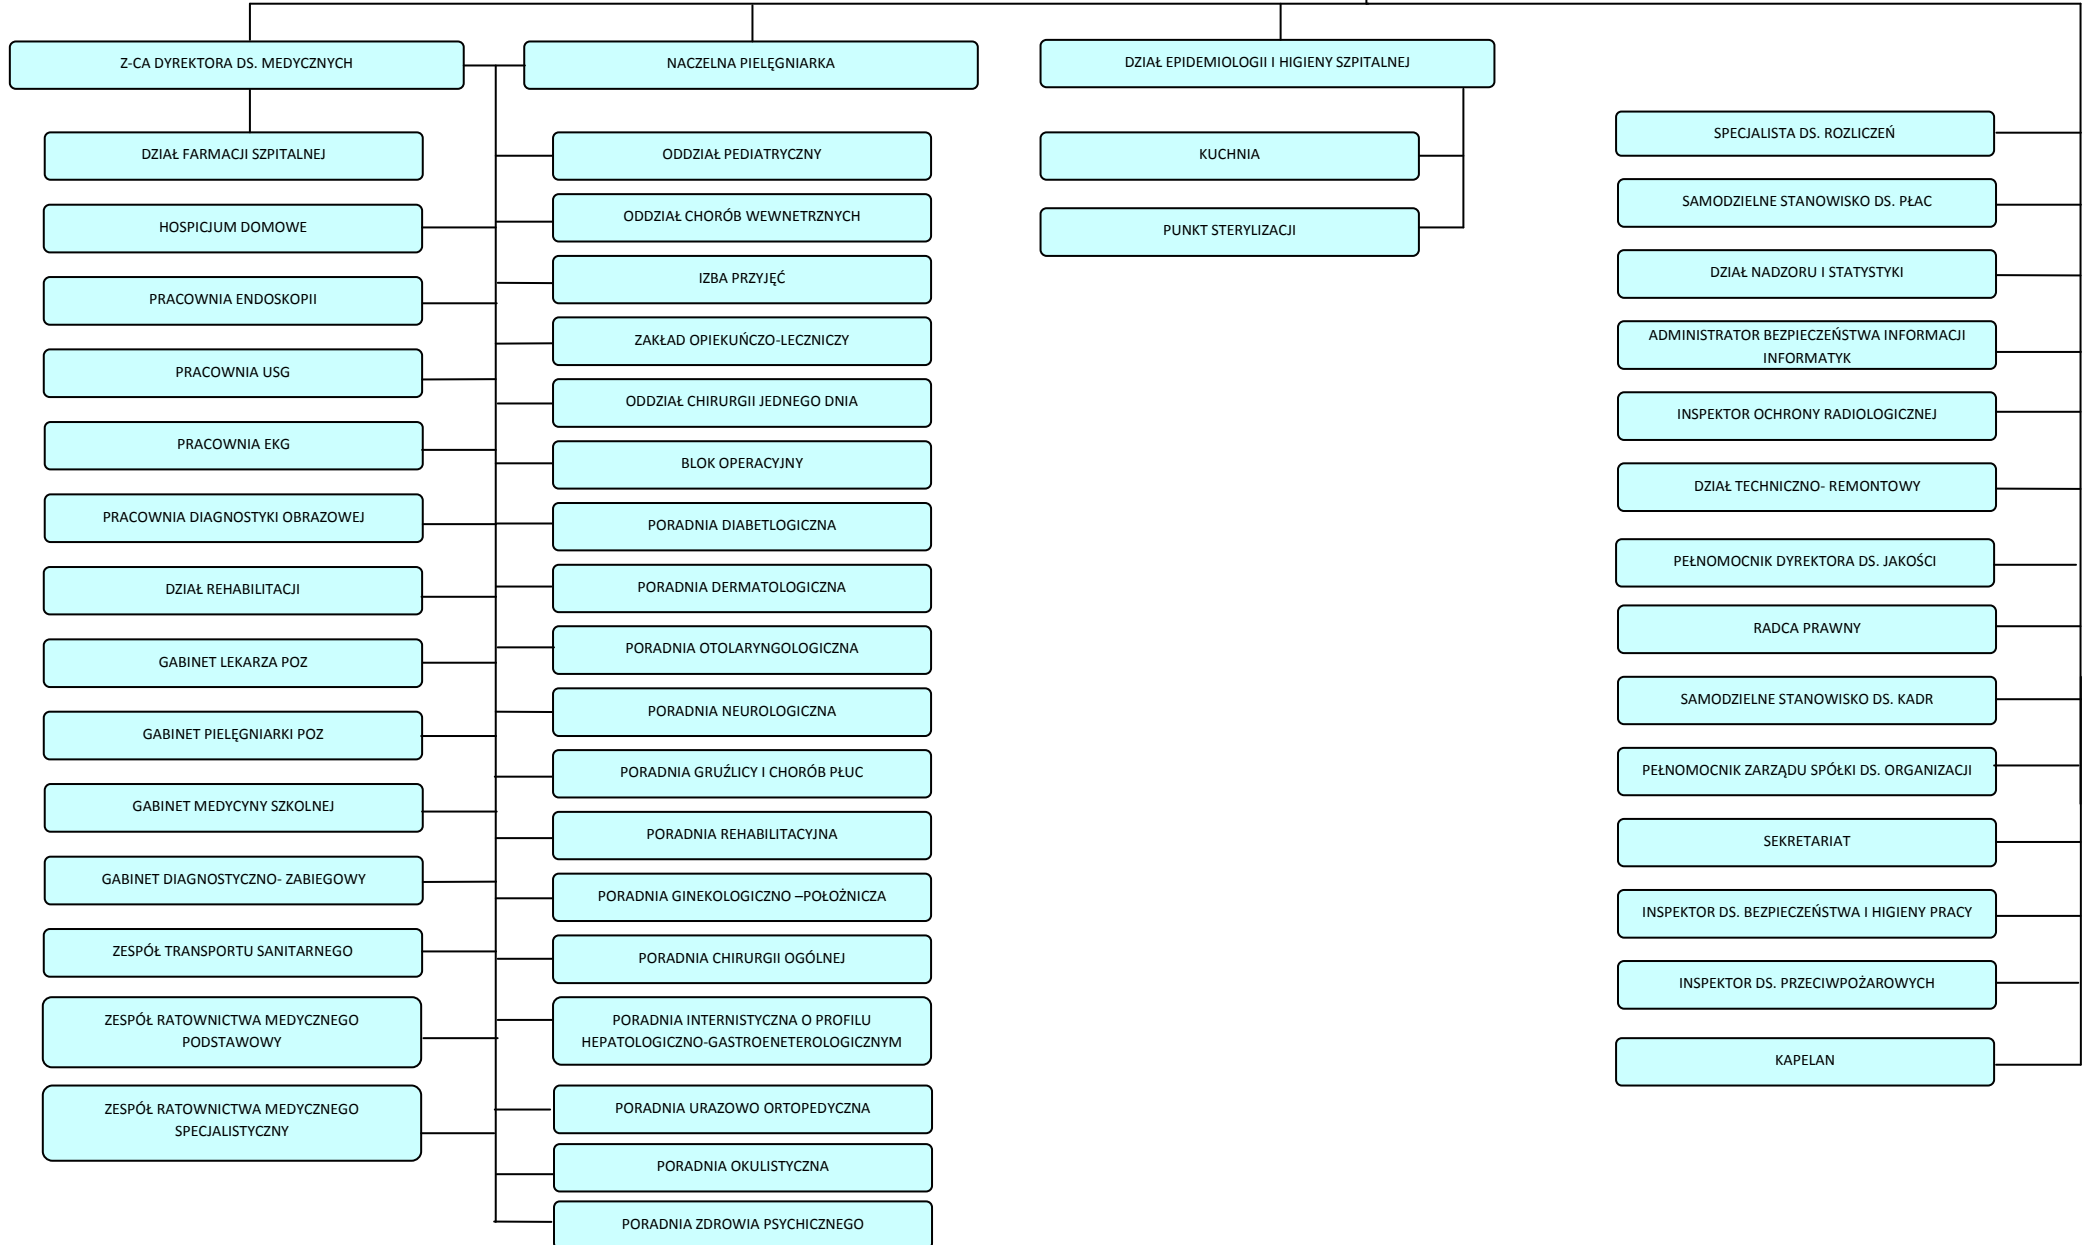 Z-CA DYREKTORA DS. MEDYCZNYCH
DZIAŁ FARMACJI SZPITALNEJ
HOSPICJUM DOMOWE
PRACOWNIA ENDOSKOPII
PRACOWNIA USG
PRACOWNIA EKG
PRACOWNIA DIAGNOSTYKI OBRAZOWEJ
DZIAŁ REHABILITACJI
GABINET LEKARZA POZ
GABINET PIELĘGNIARKI POZ
GABINET MEDYCYNY SZKOLNEJ
GABINET DIAGNOSTYCZNO- ZABIEGOWY
ZESPÓŁ TRANSPORTU SANITARNEGO
ZESPÓŁ RATOWNICTWA MEDYCZNEGO
PODSTAWOWY
ZESPÓŁ RATOWNICTWA MEDYCZNEGO
SPECJALISTYCZNY
NACZELNA PIELĘGNIARKA
ODDZIAŁ PEDIATRYCZNY
ODDZIAŁ CHORÓB WEWNETRZNYCH
IZBA PRZYJĘĆ
ZAKŁAD OPIEKUŃCZO-LECZNICZY
ODDZIAŁ CHIRURGII JEDNEGO DNIA
BLOK OPERACYJNY
PORADNIA DIABETLOGICZNA
PORADNIA DERMATOLOGICZNA
PORADNIA OTOLARYNGOLOGICZNA
PORADNIA NEUROLOGICZNA
PORADNIA GRUŹLICY I CHORÓB PŁUC
PORADNIA REHABILITACYJNA
PORADNIA GINEKOLOGICZNO –POŁOŻNICZA
PORADNIA CHIRURGII OGÓLNEJ
PORADNIA INTERNISTYCZNA O PROFILU
HEPATOLOGICZNO-GASTROENETEROLOGICZNYM
PORADNIA URAZOWO ORTOPEDYCZNA
PORADNIA OKULISTYCZNA
PORADNIA ZDROWIA PSYCHICZNEGO
DZIAŁ EPIDEMIOLOGII I HIGIENY SZPITALNEJ
KUCHNIA
PUNKT STERYLIZACJI
SPECJALISTA DS. ROZLICZEŃ
SAMODZIELNE STANOWISKO DS. PŁAC
DZIAŁ NADZORU I STATYSTYKI
ADMINISTRATOR BEZPIECZEŃSTWA INFORMACJI
INFORMATYK
INSPEKTOR OCHRONY RADIOLOGICZNEJ
DZIAŁ TECHNICZNO- REMONTOWY
PEŁNOMOCNIK DYREKTORA DS. JAKOŚCI
RADCA PRAWNY
SAMODZIELNE STANOWISKO DS. KADR
PEŁNOMOCNIK ZARZĄDU SPÓŁKI DS. ORGANIZACJI
SEKRETARIAT
INSPEKTOR DS. BEZPIECZEŃSTWA I HIGIENY PRACY
INSPEKTOR DS. PRZECIWPOŻAROWYCH
KAPELAN